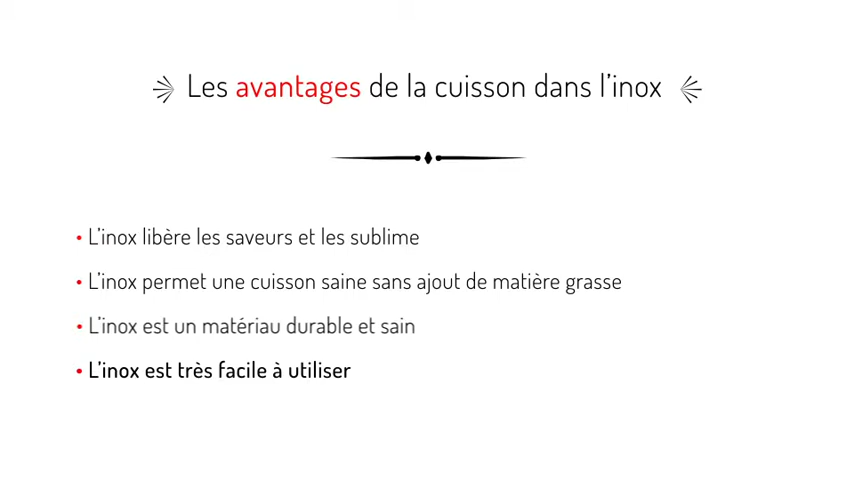 Les avantages de la cuisson dans l’inox
• L’inox libère les saveurs et les sublime
• L’inox permet une cuisson saine sans ajout de matière grasse
• L’inox est un matériau durable et sain
• L’inox est très facile à utiliser